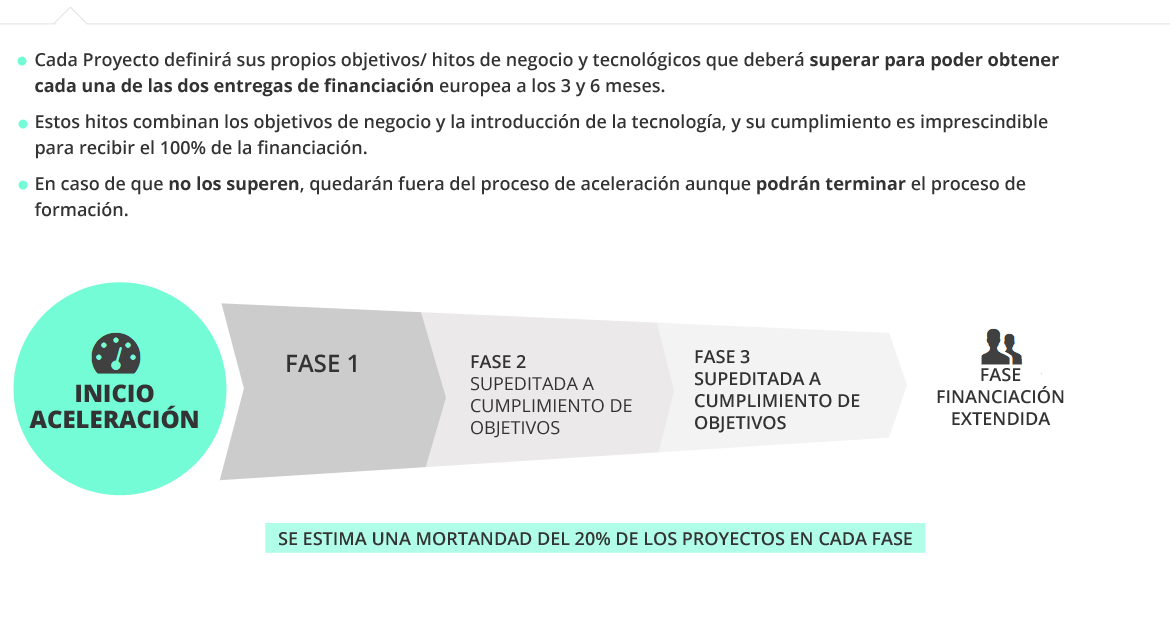 Cada Proyecto definirá sus propios objetivos/ hitos de negocio y tecnológicos que deberá superar para poder obtener
cada una de las dos entregas de financiación europea a los 3 y 6 meses.
Estos hitos combinan los objetivos de negocio y la introducción de la tecnología, y su cumplimiento es imprescindible
para recibir el 100% de la financiación.
En caso de que no los superen, quedarán fuera del proceso de aceleración aunque podrán terminar el proceso de
formación.
INICIO
ACELERACIÓN
FASE 1
FASE 2
SUPEDITADA A
CUMPLIMIENTO DE
OBJETIVOS
FASE 3
SUPEDITADA A
CUMPLIMIENTO DE
OBJETIVOS
FASE
FINANCIACIÓN
EXTENDIDA
SE ESTIMA UNA MORTANDAD DEL 20% DE LOS PROYECTOS EN CADA FASE